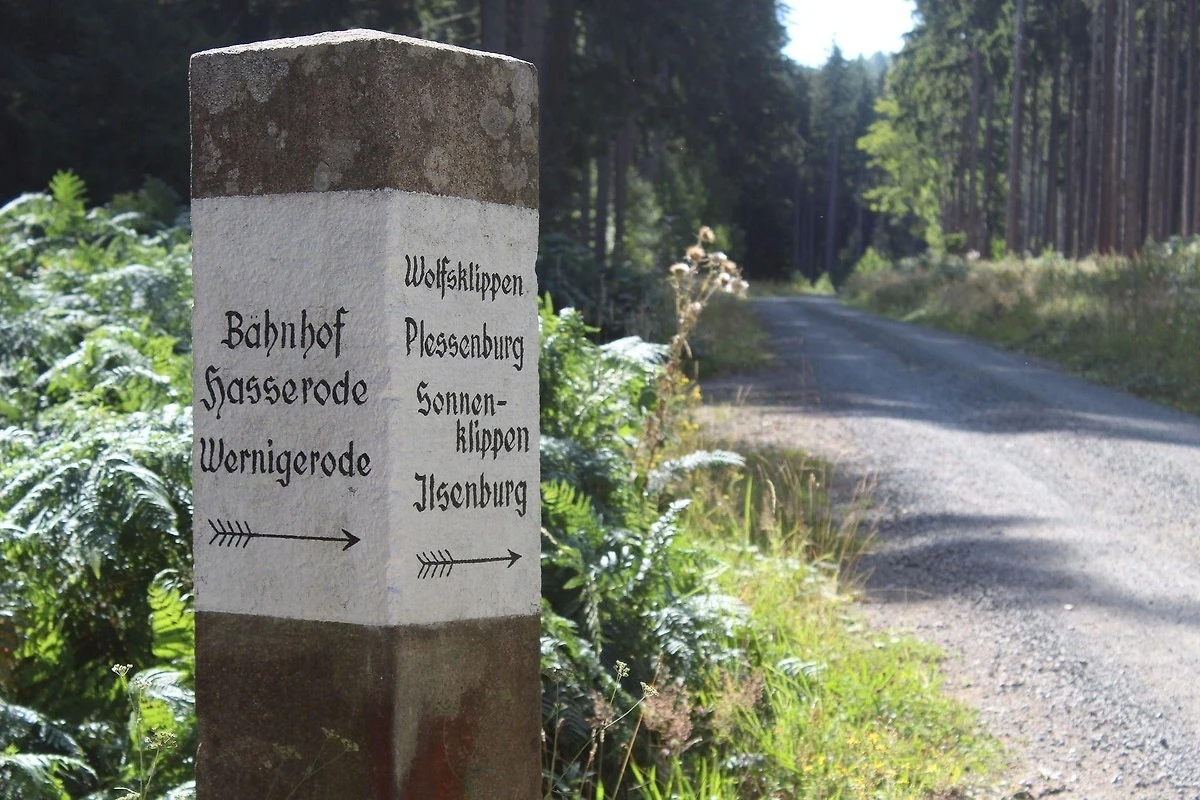 Bahnhof
Hasserode
Wernigerode
Wolfsklippen
Plessenburg
Sonnen-
klippen
Ilsenburg